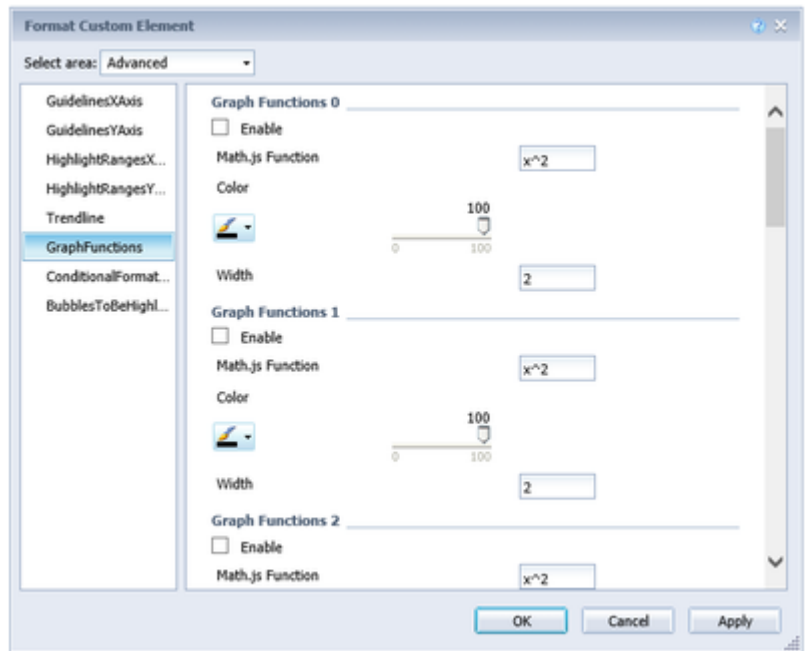 Format Custom Element
Select area: Advanced
GuidelinesXAxis
GuidelinesYAxis
HighlightRangesX...
HighlightRangesY...
Trendline
GraphFunctions
ConditionalFormat...
BubblesToBeHighl...
Graph Functions 0
Enable
Math.js Function x^2
Color
100
0 100
Width 2
Graph Functions 1
Enable
Math.js Function x^2
Color
100
0 100
Width 2
Graph Functions 2
Enable
Math.js Function x^2
OK Cancel Apply